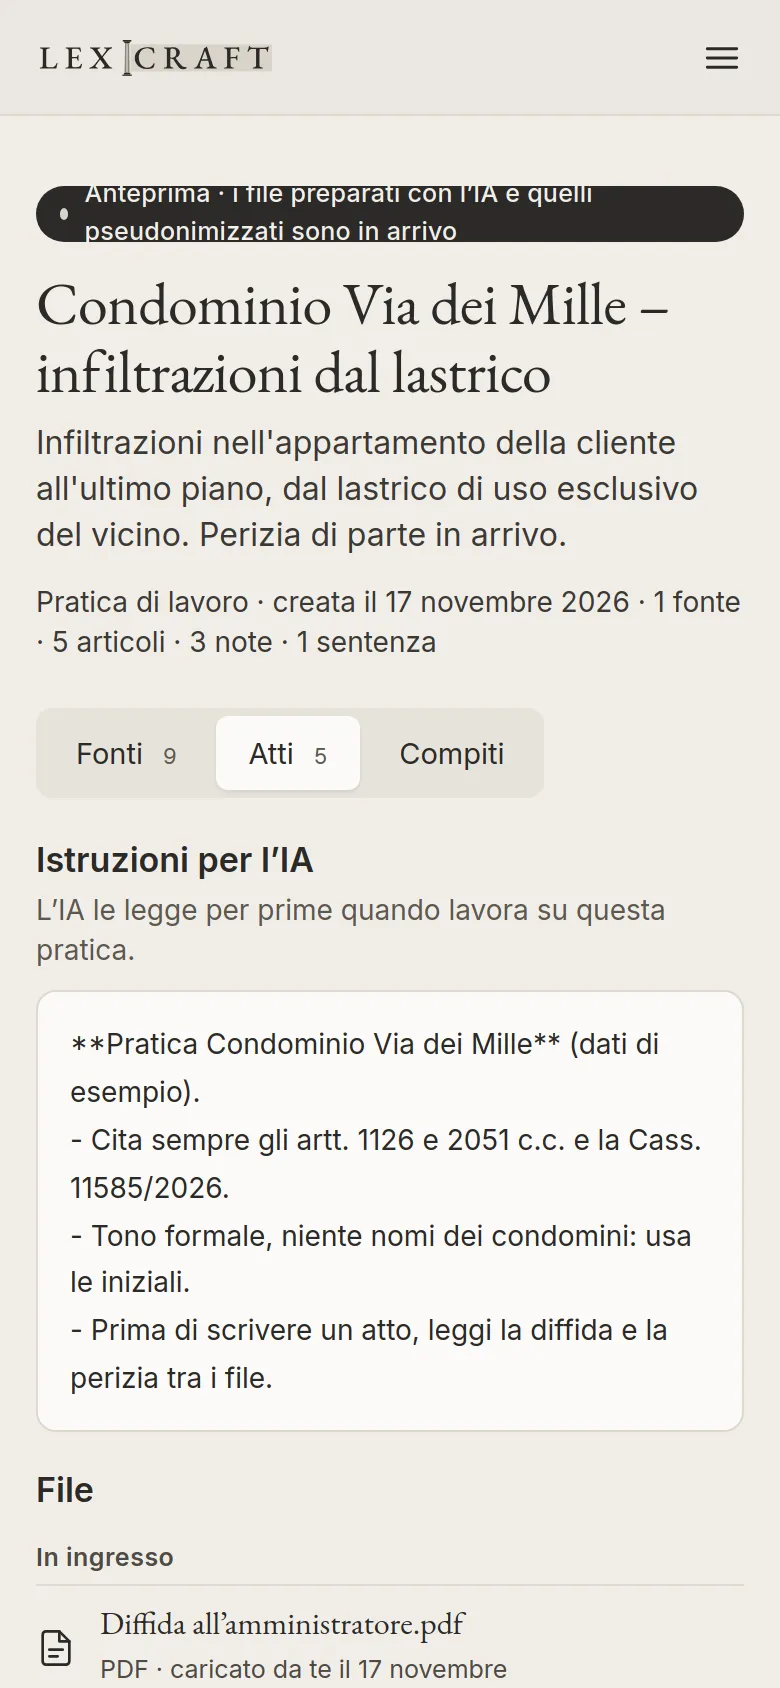 LEX CRAFT
Anteprima · i file preparati con l’IA e quelli
pseudonimizzati sono in arrivo
Condominio Via dei Mille –
infiltrazioni dal lastrico
Infiltrazioni nell'appartamento della cliente
all'ultimo piano, dal lastrico di uso esclusivo
del vicino. Perizia di parte in arrivo.
Pratica di lavoro · creata il 17 novembre 2026 · 1 fonte
· 5 articoli · 3 note · 1 sentenza
Fonti 9 Atti 5 Compiti
Istruzioni per l’IA
L’IA le legge per prime quando lavora su questa
pratica.
**Pratica Condominio Via dei Mille** (dati di
esempio).
- Cita sempre gli artt. 1126 e 2051 c.c. e la Cass.
11585/2026.
- Tono formale, niente nomi dei condomini: usa
le iniziali.
- Prima di scrivere un atto, leggi la diffida e la
perizia tra i file.
File
In ingresso
Diffida all’amministratore.pdf
PDF · caricato da te il 17 novembre